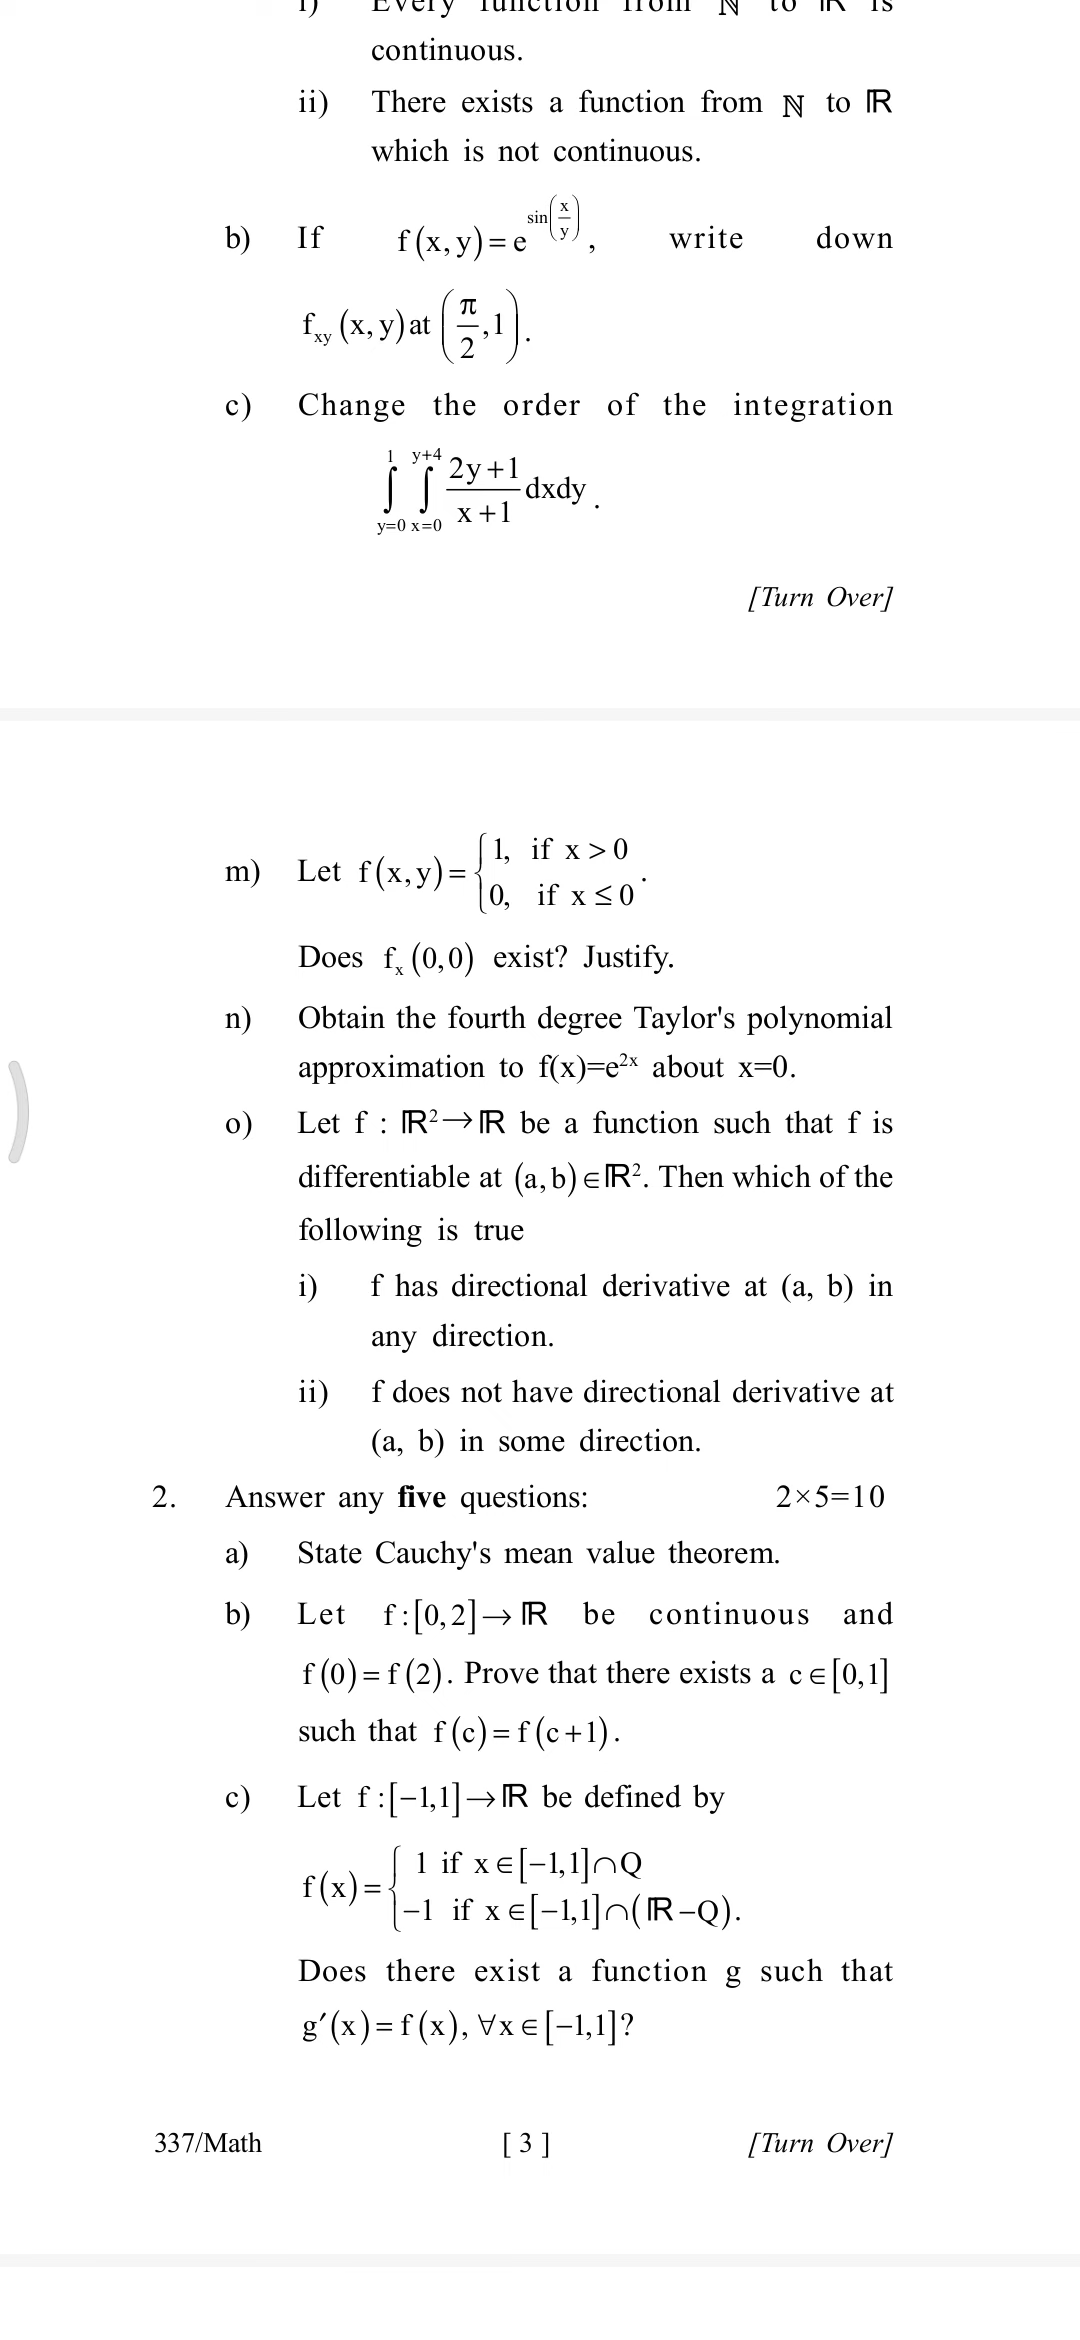 i) Every function from ℕ to ℝ is
continuous.
ii) There exists a function from ℕ to ℝ
which is not continuous.
b) If f(x,y)=e^{sin(x/y)}, write down
f_{xy}(x,y) at (π/2,1).
c) Change the order of the integration
∫_{y=0}^{1} ∫_{x=0}^{y+4} (2y+1)/(x+1) dxdy.
[Turn Over]
m) Let f(x,y)={1, if x>0
0, if x≤0.
Does f_x(0,0) exist? Justify.
n) Obtain the fourth degree Taylor's polynomial
approximation to f(x)=e^{2x} about x=0.
o) Let f : ℝ²→ℝ be a function such that f is
differentiable at (a,b)∈ℝ². Then which of the
following is true
i) f has directional derivative at (a, b) in
any direction.
ii) f does not have directional derivative at
(a, b) in some direction.
2. Answer any five questions: 2×5=10
a) State Cauchy's mean value theorem.
b) Let f:[0,2]→ℝ be continuous and
f(0)=f(2). Prove that there exists a c∈[0,1]
such that f(c)=f(c+1).
c) Let f:[−1,1]→ℝ be defined by
f(x)={1 if x∈[−1,1]∩Q
−1 if x∈[−1,1]∩(ℝ−Q).
Does there exist a function g such that
g′(x)=f(x), ∀x∈[−1,1]?
337/Math [ 3 ] [Turn Over]